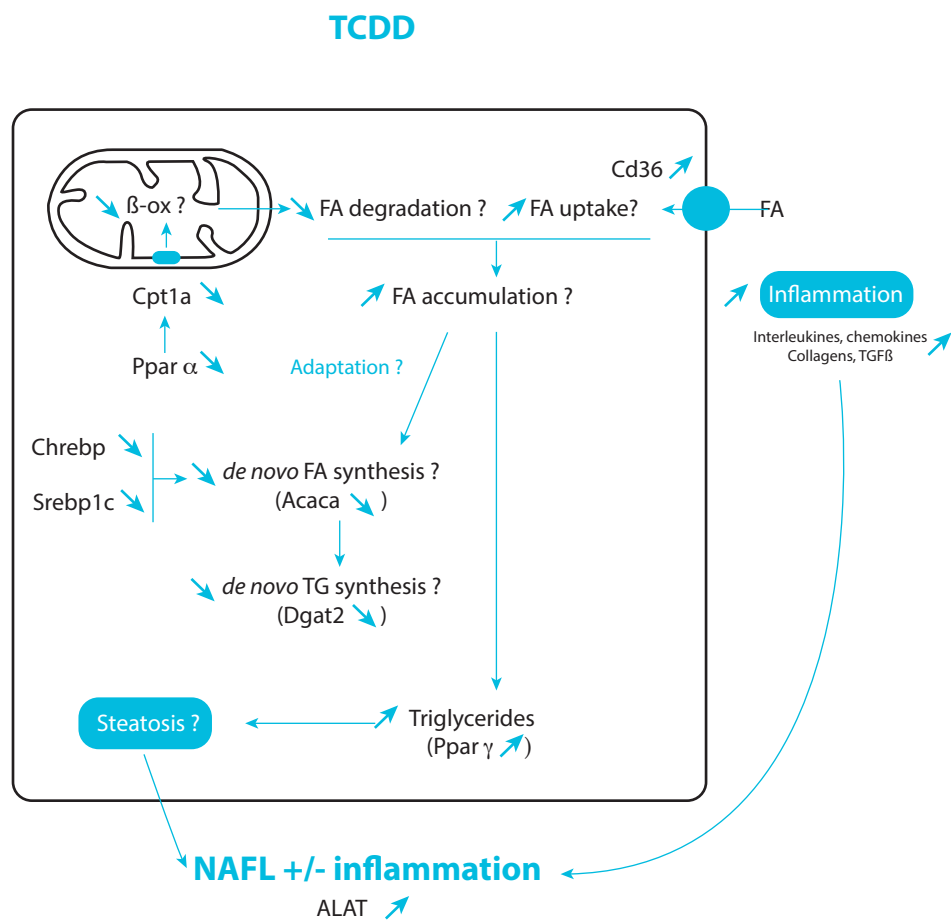 TCDD
Cd36
ß-ox ?
FA degradation ?
FA uptake?
FA
Cpt1a
FA accumulation ?
Inflammation
Interleukines, chemokines
Collagens, TGFß
Ppar α
Adaptation ?
Chrebp
Srebp1c
de novo FA synthesis ?
(Acaca )
de novo TG synthesis ?
(Dgat2 )
Steatosis ?
Triglycerides
(Ppar γ )
NAFL +/- inflammation
ALAT